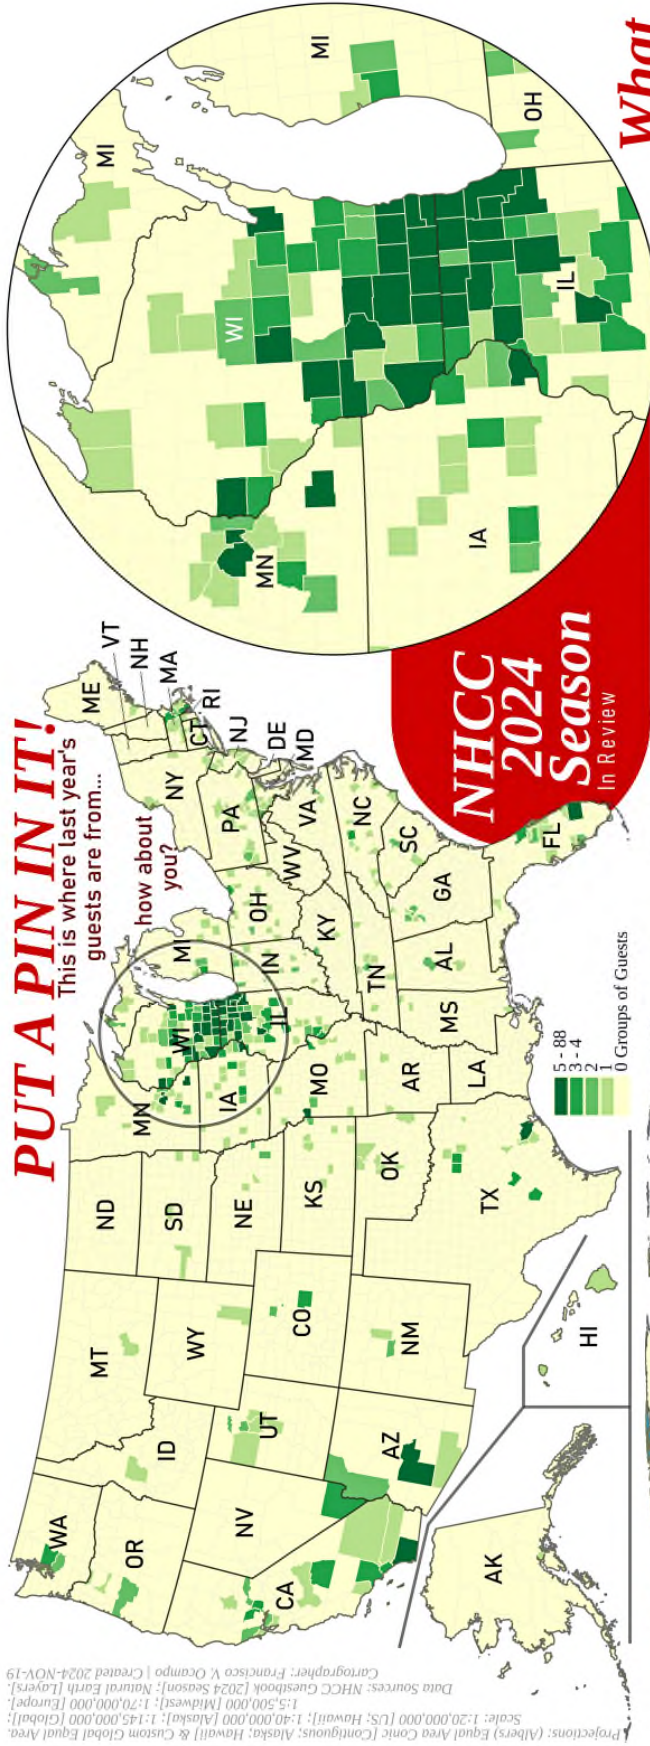 PUT A PIN IN IT!
This is where last year's
guests are from...
how about
you?
WA
OR
CA
NV
ID
MT
WY
UT
AZ
CO
NM
ND
SD
NE
KS
OK
TX
MN
IA
MO
AR
LA
WI
IL
MI
IN
OH
KY
TN
MS
AL
GA
FL
SC
NC
VA
WV
PA
NY
ME
VT
NH
MA
RI
CT
NJ
DE
MD
AK
HI
5 - 88
3 - 4
2
1
0 Groups of Guests
MI
MI
OH
WI
IL
MN
IA
NHCC
2024
Season
In Review
What
Projections: (Albers) Equal Area Conic [Contiguous; Alaska; Hawaii] & Custom Global Equal Area.
Scale: 1:20,000,000 [US; Hawaii]; 1:40,000,000 [Alaska]; 1:145,000,000 [Global];
1:5,500,000 [Midwest]; 1:70,000,000 [Europe].
Data Sources: NHCC Guestbook [2024 Season]; Natural Earth [Layers].
Cartographer: Francisco V. Ocampo | Created 2024-NOV-19